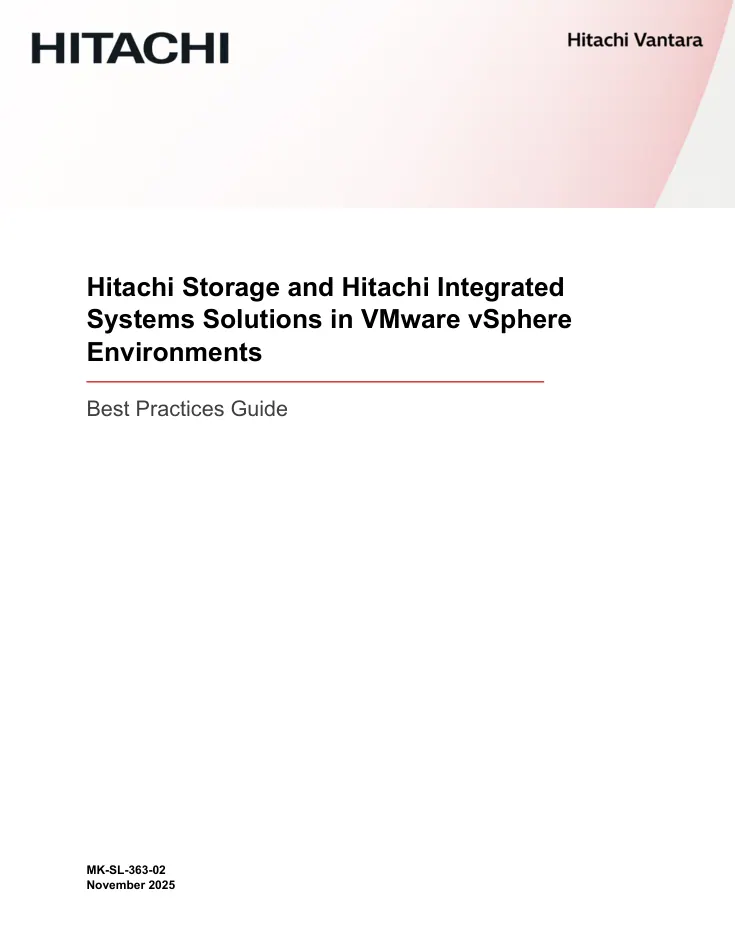 HITACHI
Hitachi Vantara
Hitachi Storage and Hitachi Integrated
Systems Solutions in VMware vSphere
Environments
Best Practices Guide
MK-SL-363-02
November 2025